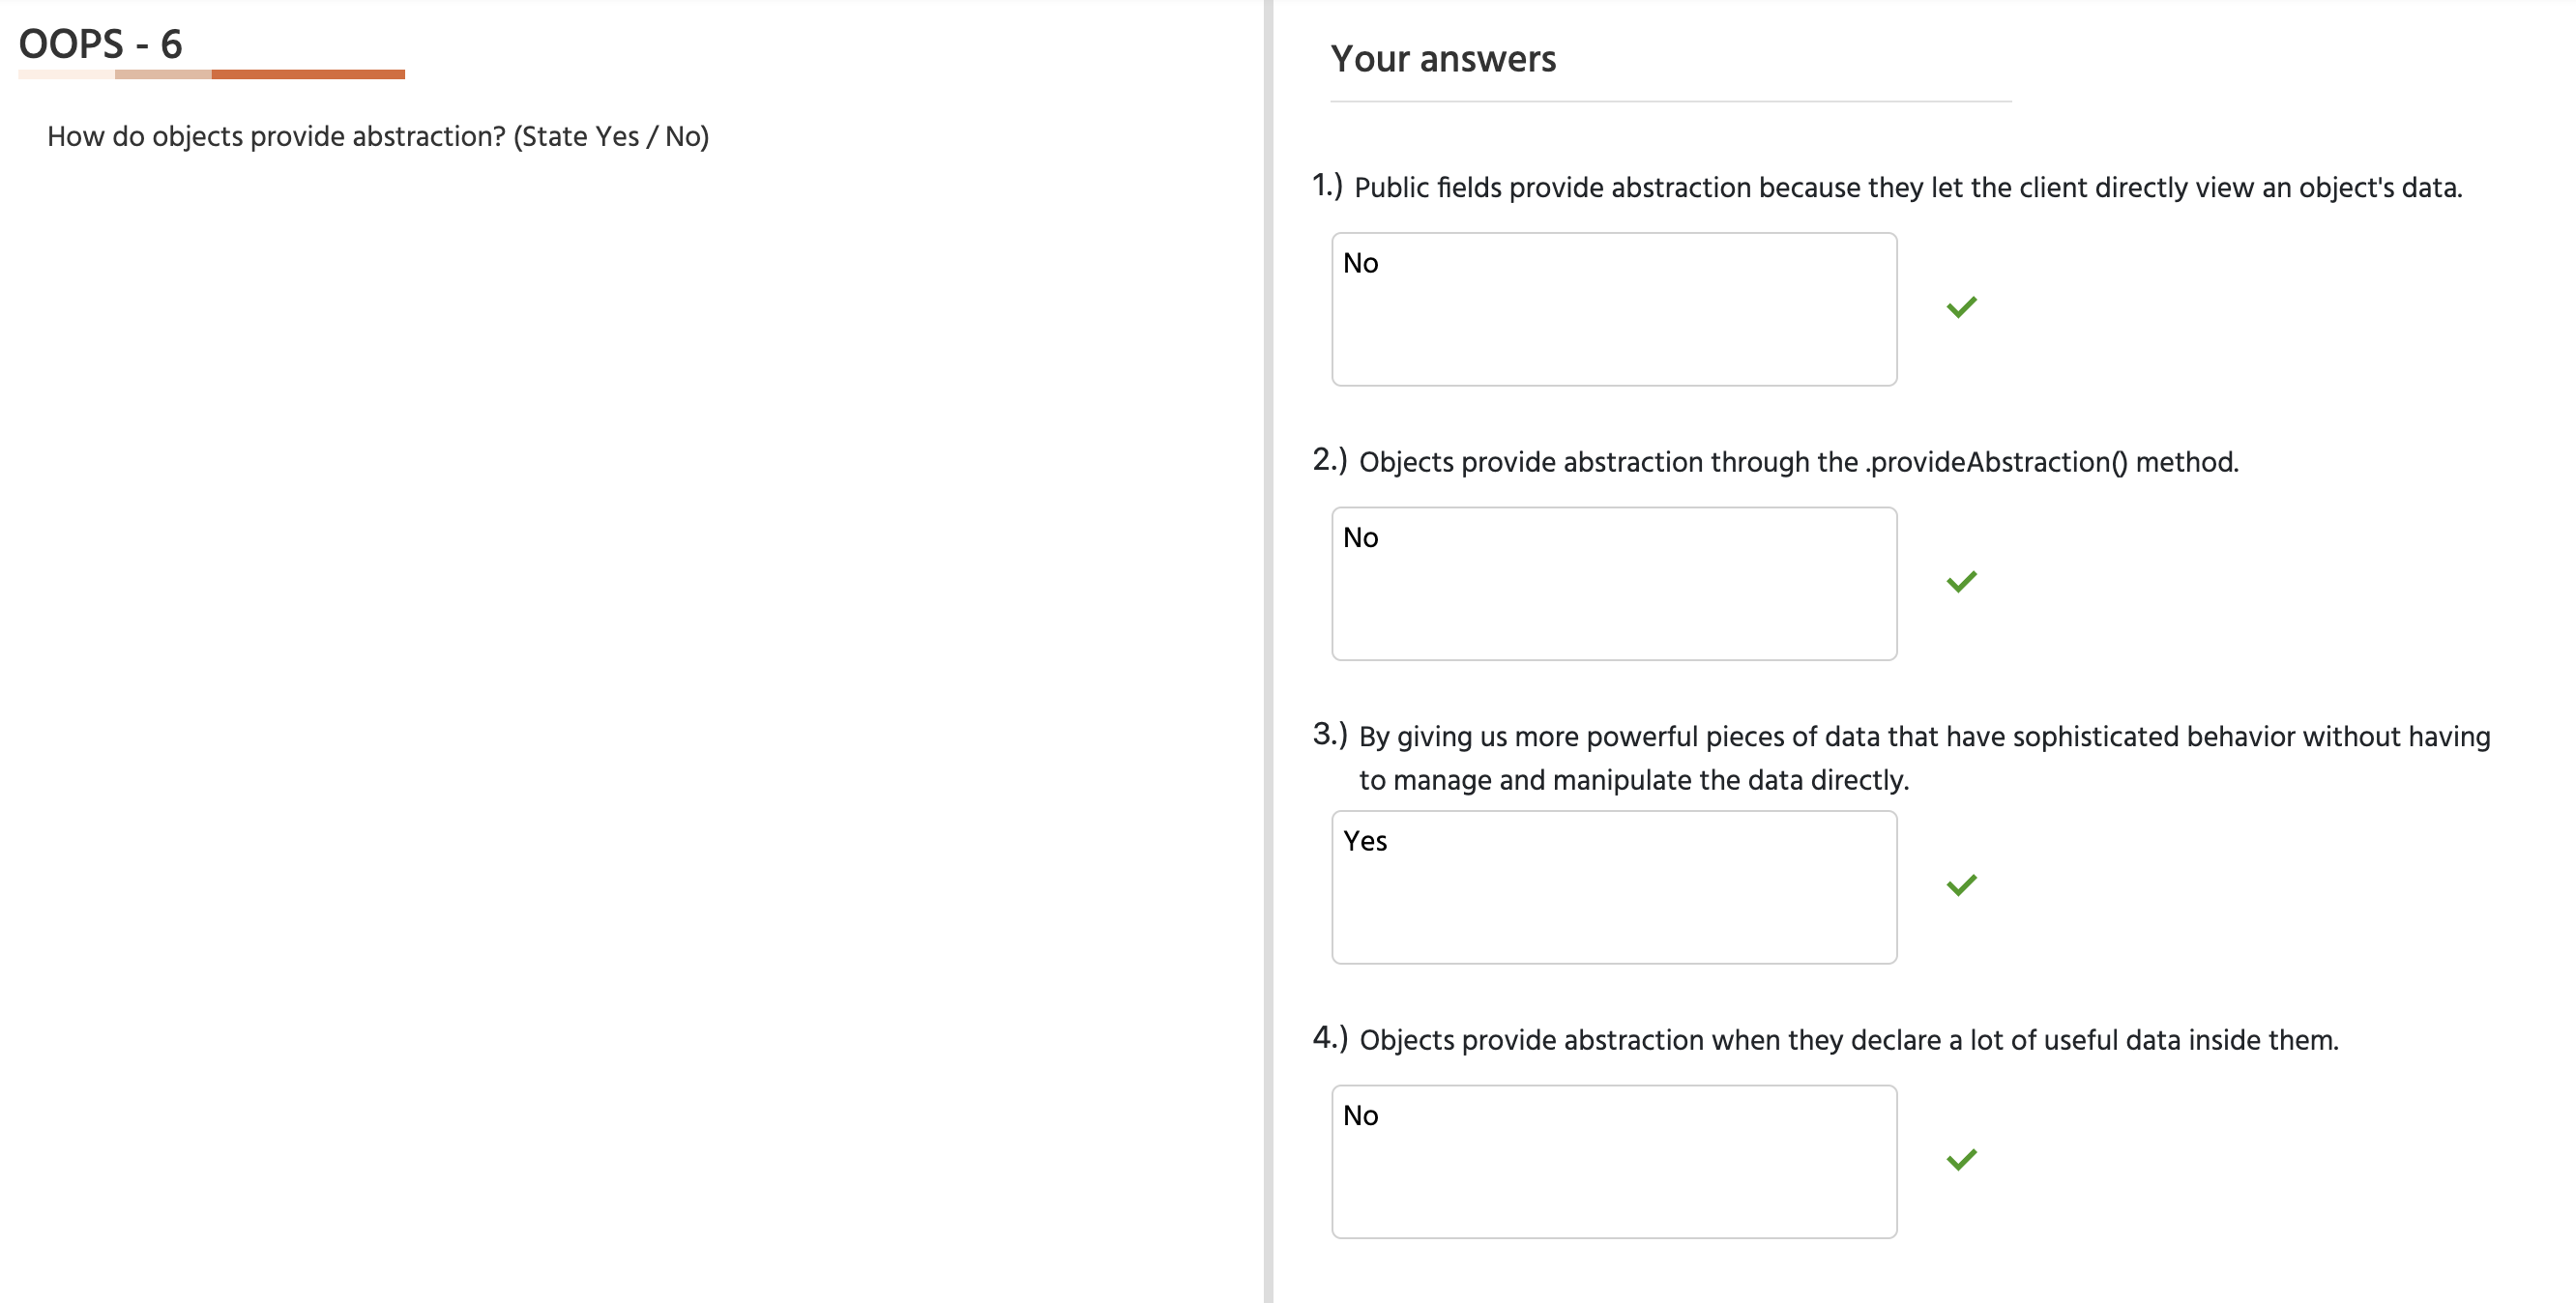 OOPS - 6
How do objects provide abstraction? (State Yes / No)
Your answers
1.) Public fields provide abstraction because they let the client directly view an object's data.
No
2.) Objects provide abstraction through the .provideAbstraction() method.
No
3.) By giving us more powerful pieces of data that have sophisticated behavior without having
to manage and manipulate the data directly.
Yes
4.) Objects provide abstraction when they declare a lot of useful data inside them.
No